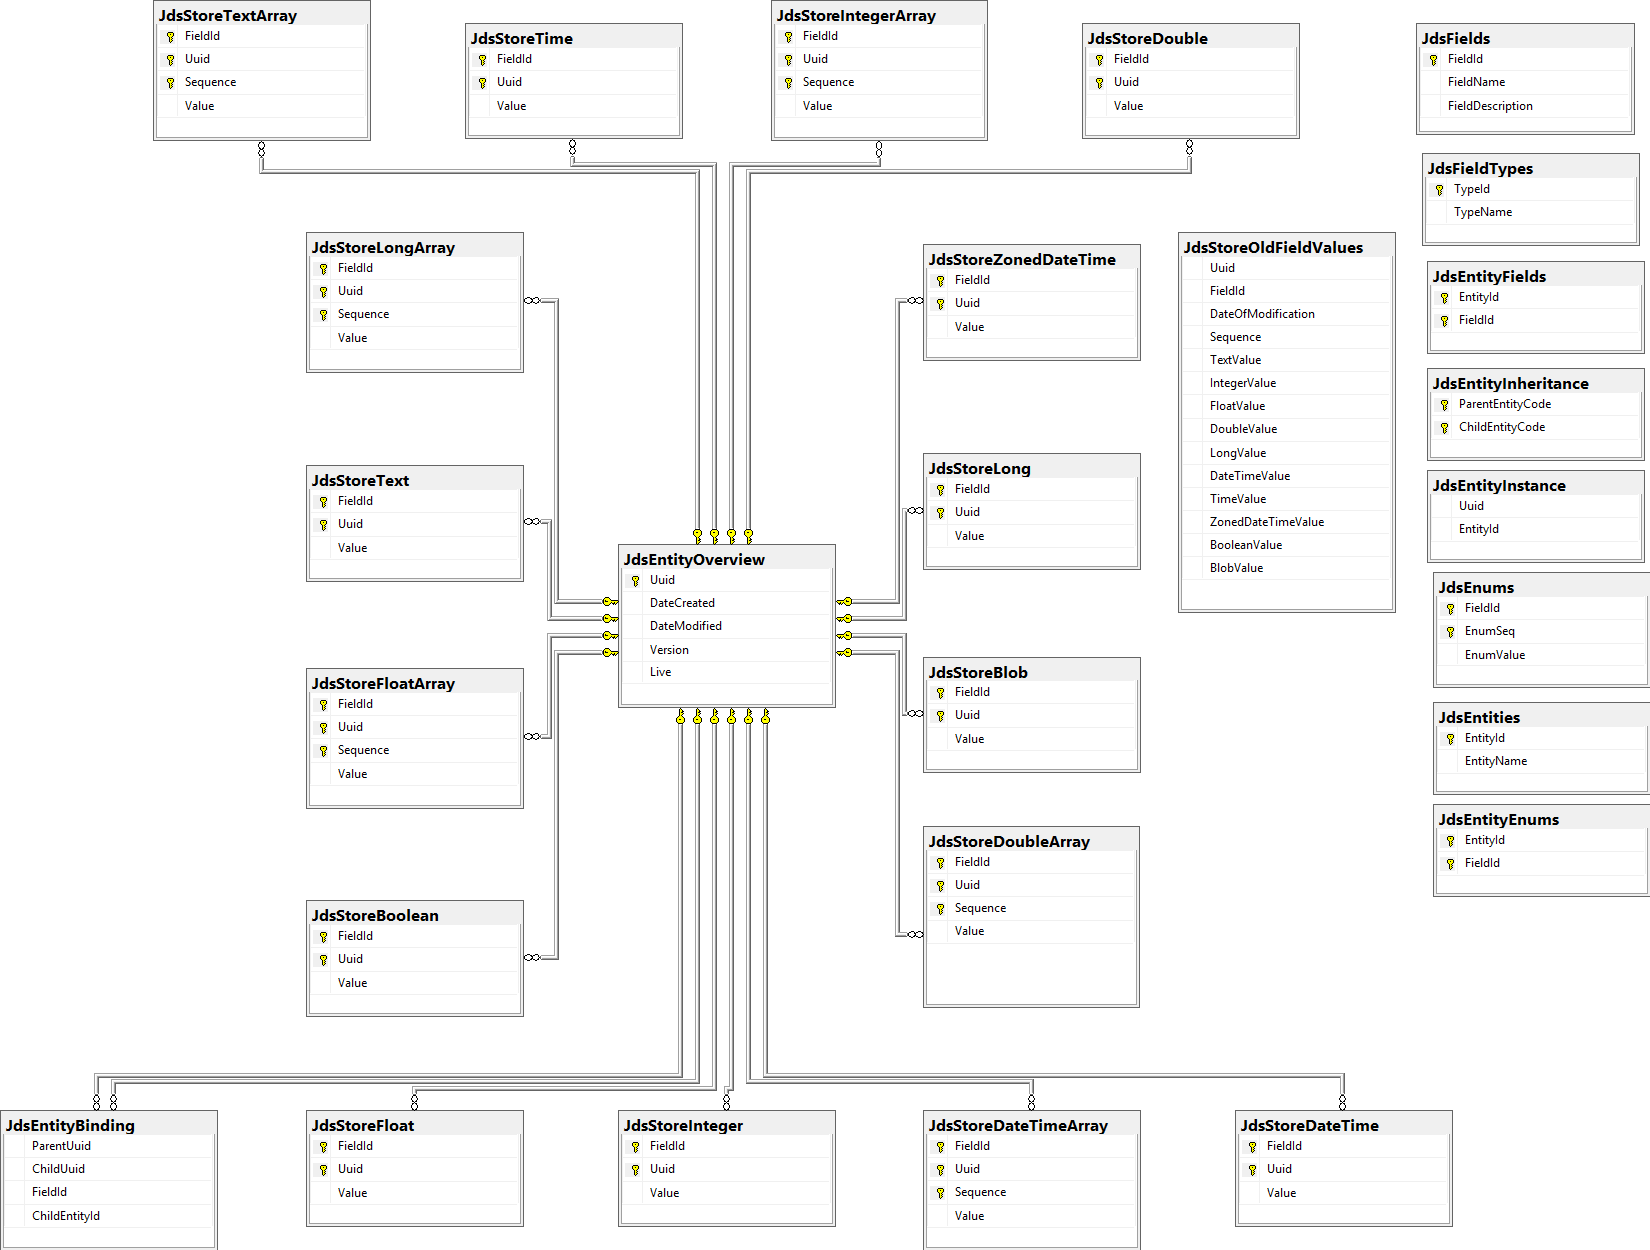 JdsStoreTextArray
FieldId
Uuid
Sequence
Value
JdsStoreTime
FieldId
Uuid
Value
JdsStoreIntegerArray
FieldId
Uuid
Sequence
Value
JdsStoreDouble
FieldId
Uuid
Value
JdsFields
FieldId
FieldName
FieldDescription
JdsFieldTypes
TypeId
TypeName
JdsStoreLongArray
FieldId
Uuid
Sequence
Value
JdsStoreZonedDateTime
FieldId
Uuid
Value
JdsStoreOldFieldValues
Uuid
FieldId
DateOfModification
Sequence
TextValue
IntegerValue
FloatValue
DoubleValue
LongValue
DateTimeValue
TimeValue
ZonedDateTimeValue
BooleanValue
BlobValue
JdsEntityFields
EntityId
FieldId
JdsEntityInheritance
ParentEntityCode
ChildEntityCode
JdsEntityInstance
Uuid
EntityId
JdsStoreText
FieldId
Uuid
Value
JdsStoreLong
FieldId
Uuid
Value
JdsEntityOverview
Uuid
DateCreated
DateModified
Version
Live
JdsEnums
FieldId
EnumSeq
EnumValue
JdsStoreFloatArray
FieldId
Uuid
Sequence
Value
JdsStoreBlob
FieldId
Uuid
Value
JdsEntities
EntityId
EntityName
JdsEntityEnums
EntityId
FieldId
JdsStoreDoubleArray
FieldId
Uuid
Sequence
Value
JdsStoreBoolean
FieldId
Uuid
Value
JdsEntityBinding
ParentUuid
ChildUuid
FieldId
ChildEntityId
JdsStoreFloat
FieldId
Uuid
Value
JdsStoreInteger
FieldId
Uuid
Value
JdsStoreDateTimeArray
FieldId
Uuid
Sequence
Value
JdsStoreDateTime
FieldId
Uuid
Value